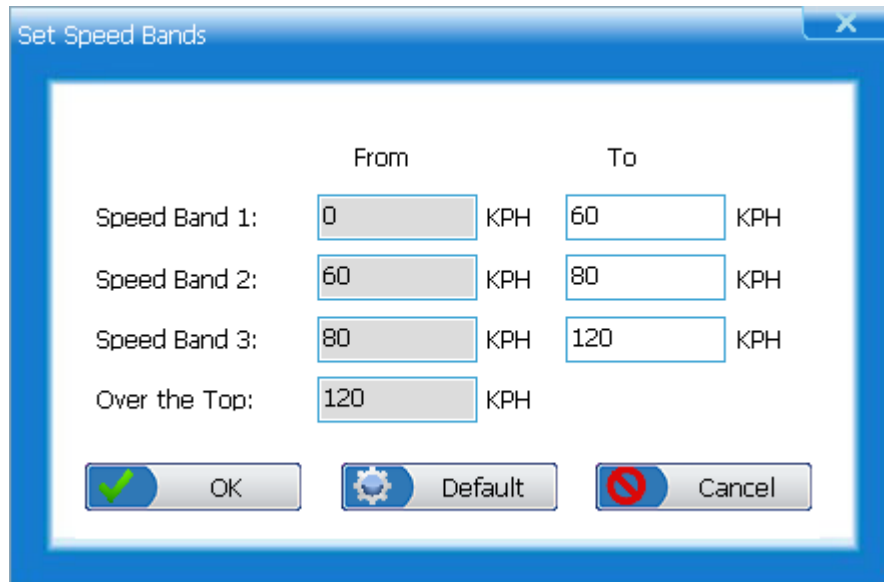 Set Speed Bands
From To
Speed Band 1: 0 KPH 60 KPH
Speed Band 2: 60 KPH 80 KPH
Speed Band 3: 80 KPH 120 KPH
Over the Top: 120 KPH
OK Default Cancel